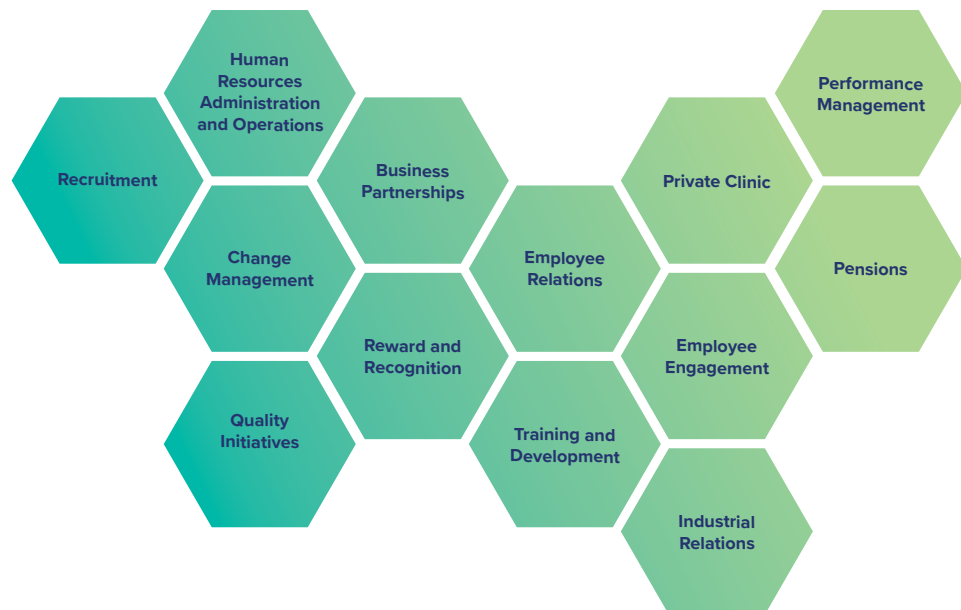 Human
Resources
Administration
and Operations
Performance
Management
Recruitment
Business
Partnerships
Private Clinic
Change
Management
Employee
Relations
Pensions
Reward and
Recognition
Employee
Engagement
Quality
Initiatives
Training and
Development
Industrial
Relations